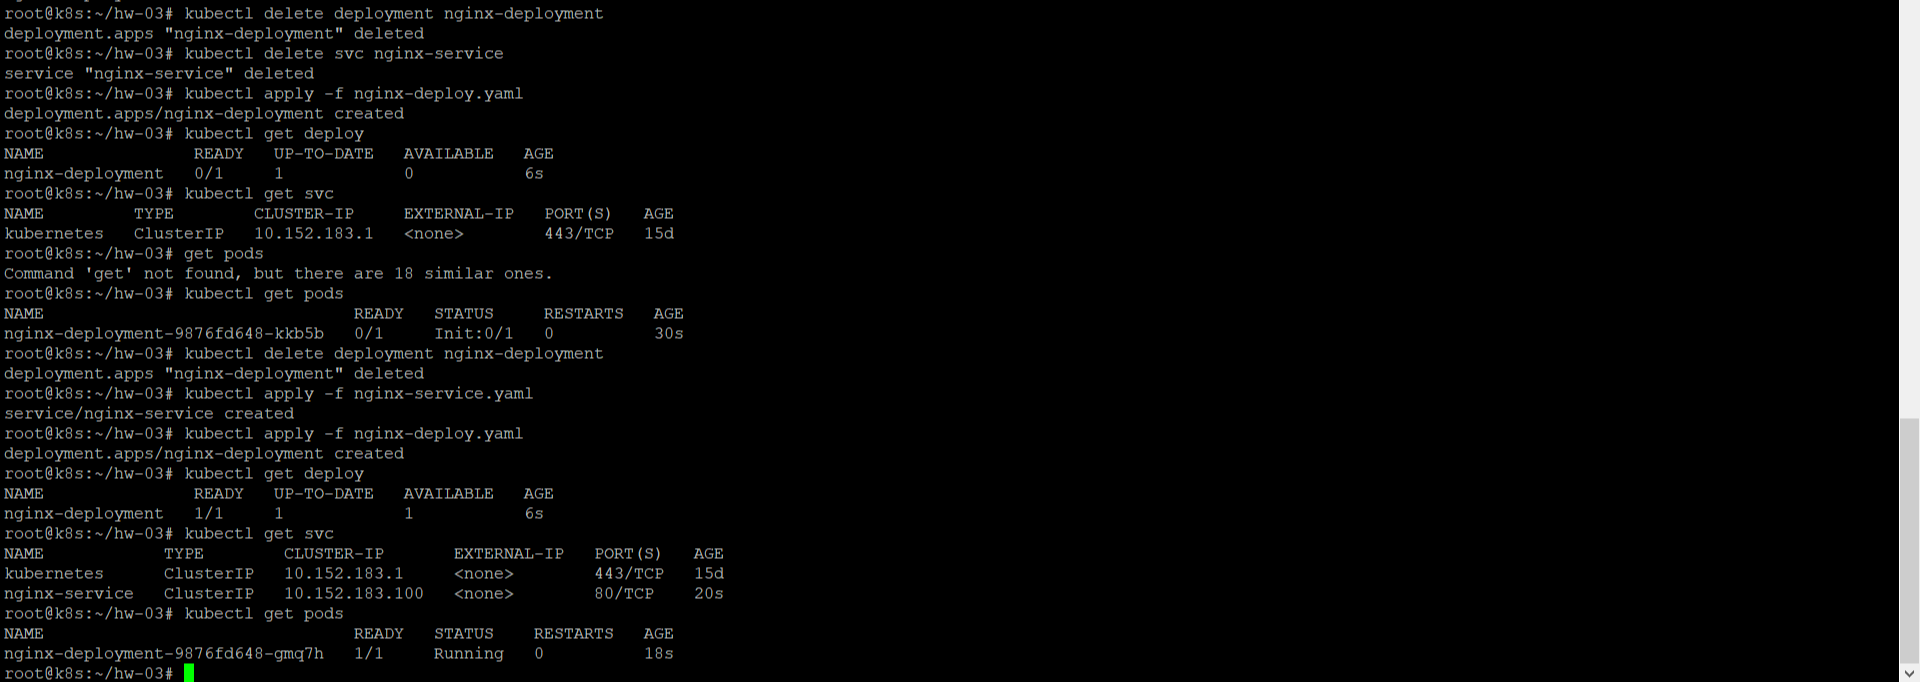 root@k8s:~/hw-03# kubectl delete deployment nginx-deployment
deployment.apps "nginx-deployment" deleted
root@k8s:~/hw-03# kubectl delete svc nginx-service
service "nginx-service" deleted
root@k8s:~/hw-03# kubectl apply -f nginx-deploy.yaml
deployment.apps/nginx-deployment created
root@k8s:~/hw-03# kubectl get deploy
NAME               READY   UP-TO-DATE   AVAILABLE   AGE
nginx-deployment   0/1     1            0           6s
root@k8s:~/hw-03# kubectl get svc
NAME         TYPE        CLUSTER-IP     EXTERNAL-IP   PORT(S)   AGE
kubernetes   ClusterIP   10.152.183.1   <none>        443/TCP   15d
root@k8s:~/hw-03# get pods
Command 'get' not found, but there are 18 similar ones.
root@k8s:~/hw-03# kubectl get pods
NAME                               READY   STATUS     RESTARTS   AGE
nginx-deployment-9876fd648-kkb5b   0/1     Init:0/1   0          30s
root@k8s:~/hw-03# kubectl delete deployment nginx-deployment
deployment.apps "nginx-deployment" deleted
root@k8s:~/hw-03# kubectl apply -f nginx-service.yaml
service/nginx-service created
root@k8s:~/hw-03# kubectl apply -f nginx-deploy.yaml
deployment.apps/nginx-deployment created
root@k8s:~/hw-03# kubectl get deploy
NAME               READY   UP-TO-DATE   AVAILABLE   AGE
nginx-deployment   1/1     1            1           6s
root@k8s:~/hw-03# kubectl get svc
NAME            TYPE        CLUSTER-IP       EXTERNAL-IP   PORT(S)   AGE
kubernetes      ClusterIP   10.152.183.1     <none>        443/TCP   15d
nginx-service   ClusterIP   10.152.183.100   <none>        80/TCP    20s
root@k8s:~/hw-03# kubectl get pods
NAME                               READY   STATUS    RESTARTS   AGE
nginx-deployment-9876fd648-gmq7h   1/1     Running   0          18s
root@k8s:~/hw-03#